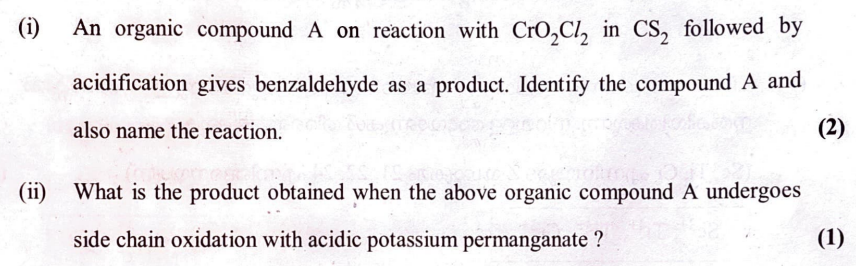 (i) An organic compound A on reaction with CrO₂Cl₂ in CS₂ followed by
acidification gives benzaldehyde as a product. Identify the compound A and
also name the reaction. (2)
(ii) What is the product obtained when the above organic compound A undergoes
side chain oxidation with acidic potassium permanganate ? (1)